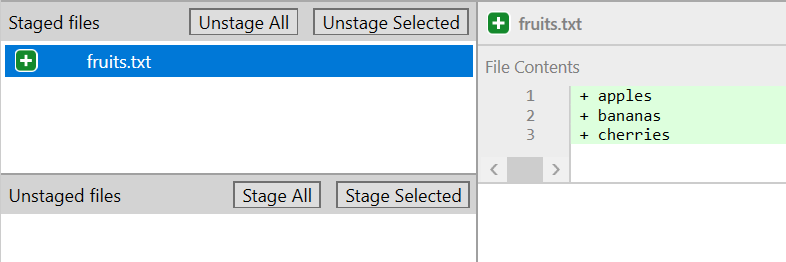 Staged files
Unstage All
Unstage Selected
fruits.txt
Unstaged files
Stage All
Stage Selected
fruits.txt
File Contents
1 + apples
2 + bananas
3 + cherries